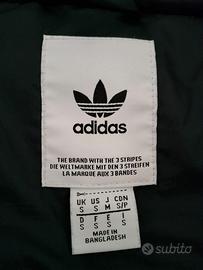 adidas
THE BRAND WITH THE 3 STRIPES
DIE WELTMARKE MIT DEN 3 STREIFEN
LA MARQUE AUX 3 BANDES
UK US J CDN
S S M S/P
D F E I
S S S S
MADE IN
BANGLADESH
subito